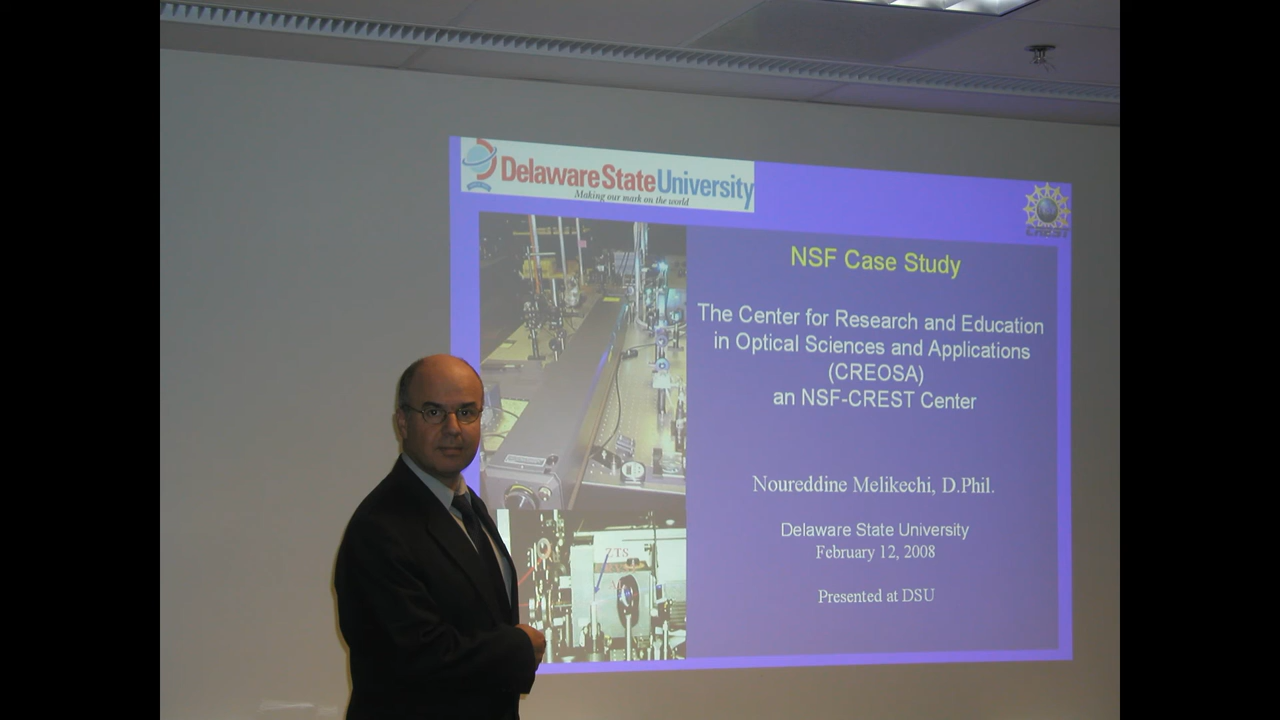 Delaware State University
Making our mark on the world
CREST
NSF Case Study
The Center for Research and Education
in Optical Sciences and Applications
(CREOSA)
an NSF-CREST Center
Noureddine Melikechi, D.Phil.
Delaware State University
February 12, 2008
Presented at DSU
ZTS